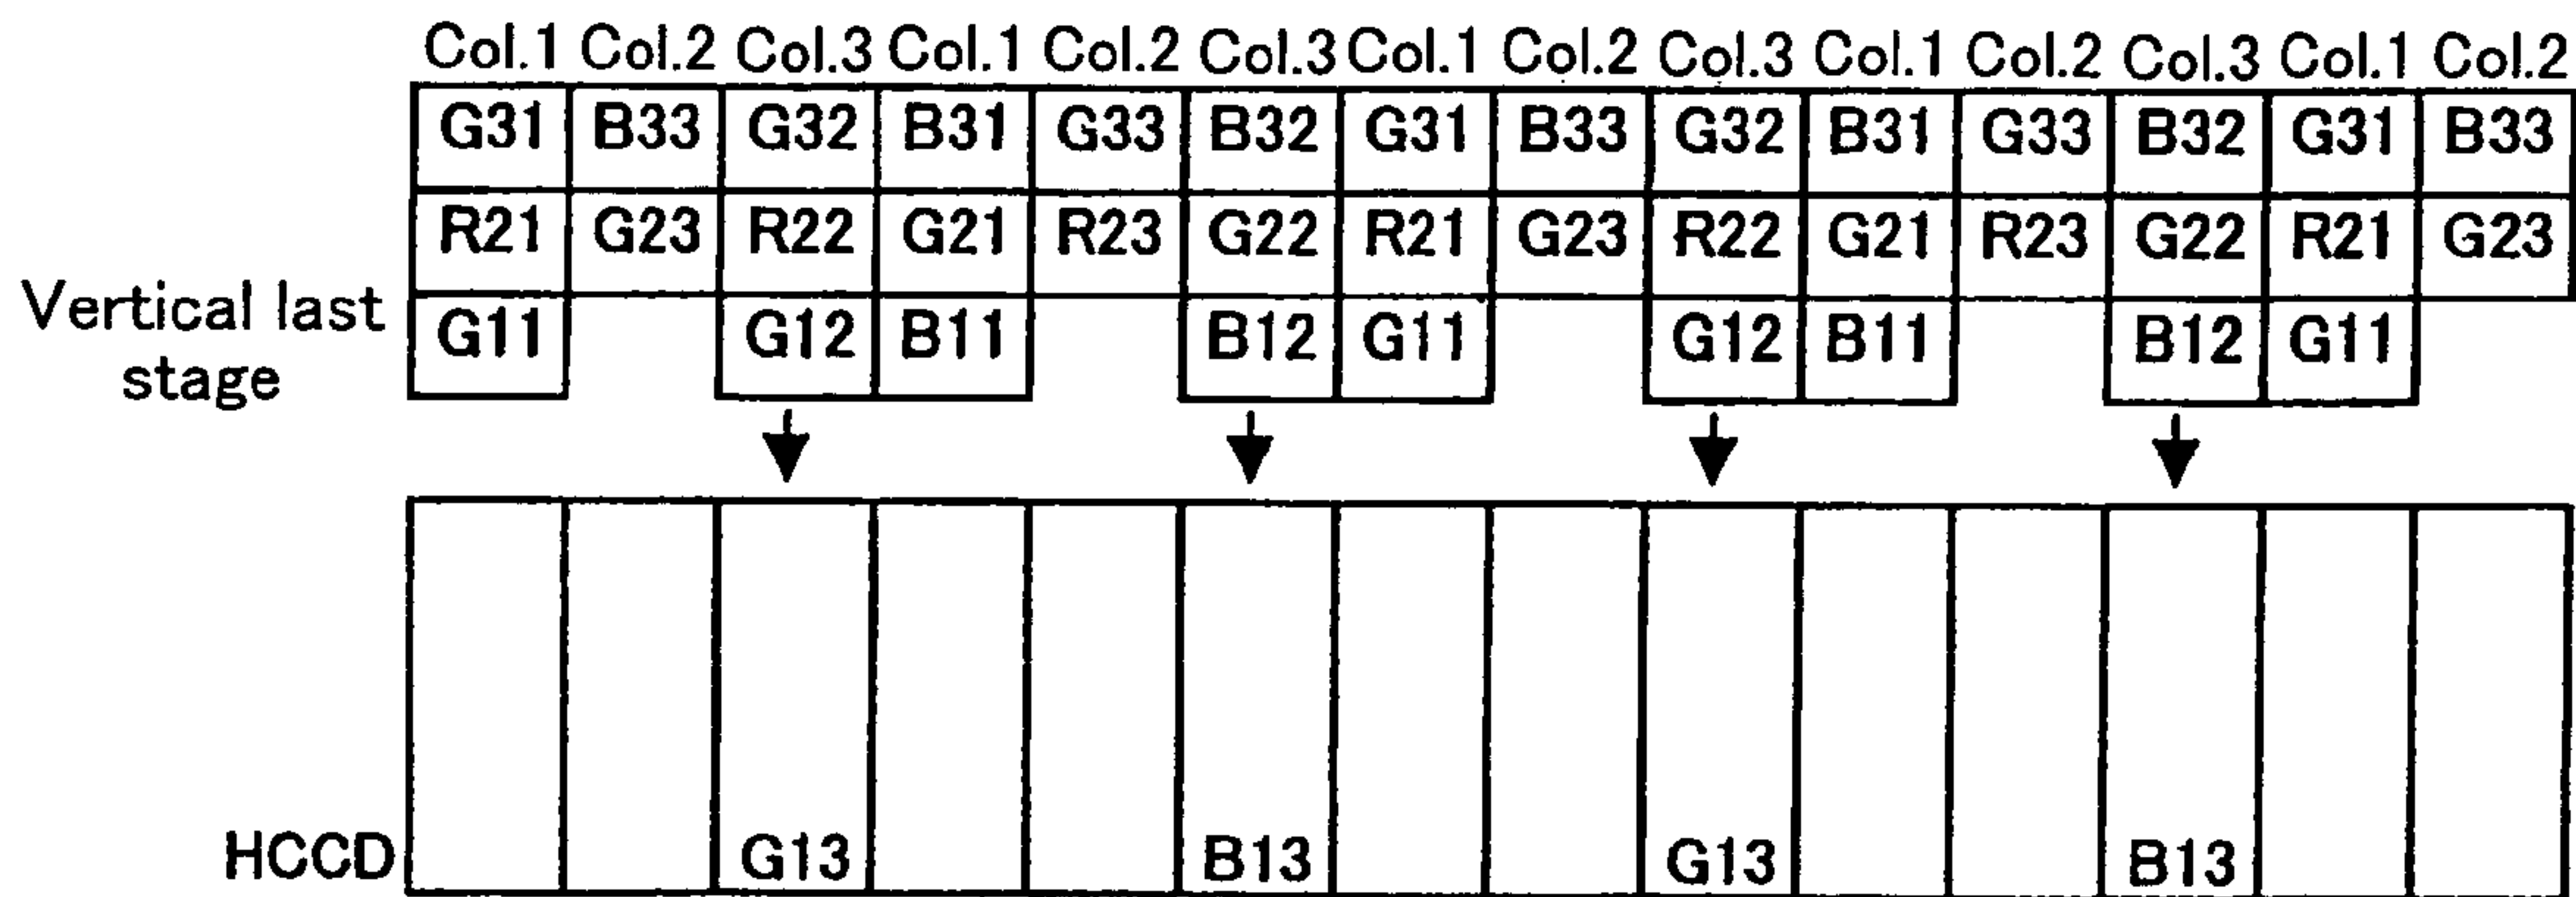 Col.1 Col.2 Col.3 Col.1 Col.2 Col.3 Col.1 Col.2 Col.3 Col.1 Col.2 Col.3 Col.1 Col.2
G31 B33 G32 B31 G33 B32 G31 B33 G32 B31 G33 B32 G31 B33
R21 G23 R22 G21 R23 G22 R21 G23 R22 G21 R23 G22 R21 G23
Vertical last
stage
G11 G12 B11 B12 G11 G12 B11 B12 G11
HCCD G13 B13 G13 B13